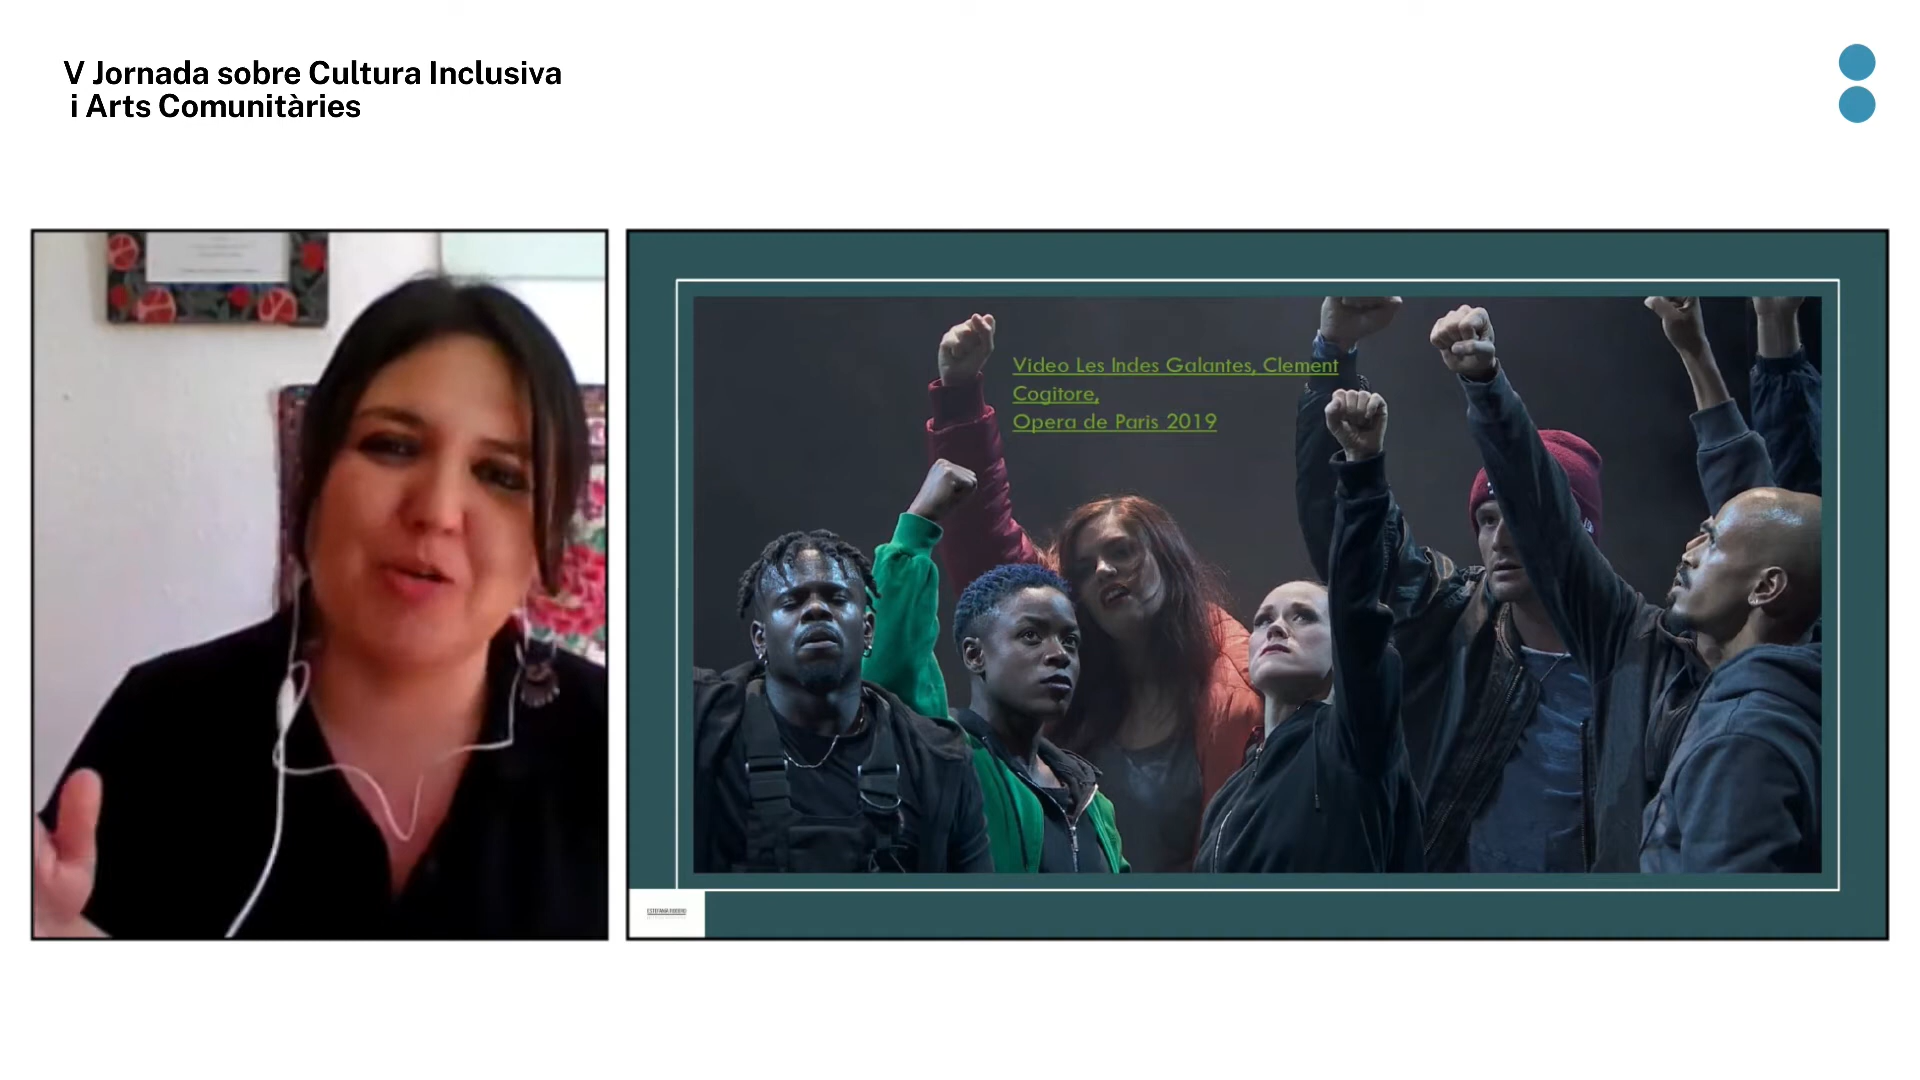 V Jornada sobre Cultura Inclusiva
i Arts Comunitàries
Video Les Indes Galantes, Clement
Cogitore,
Opera de Paris 2019